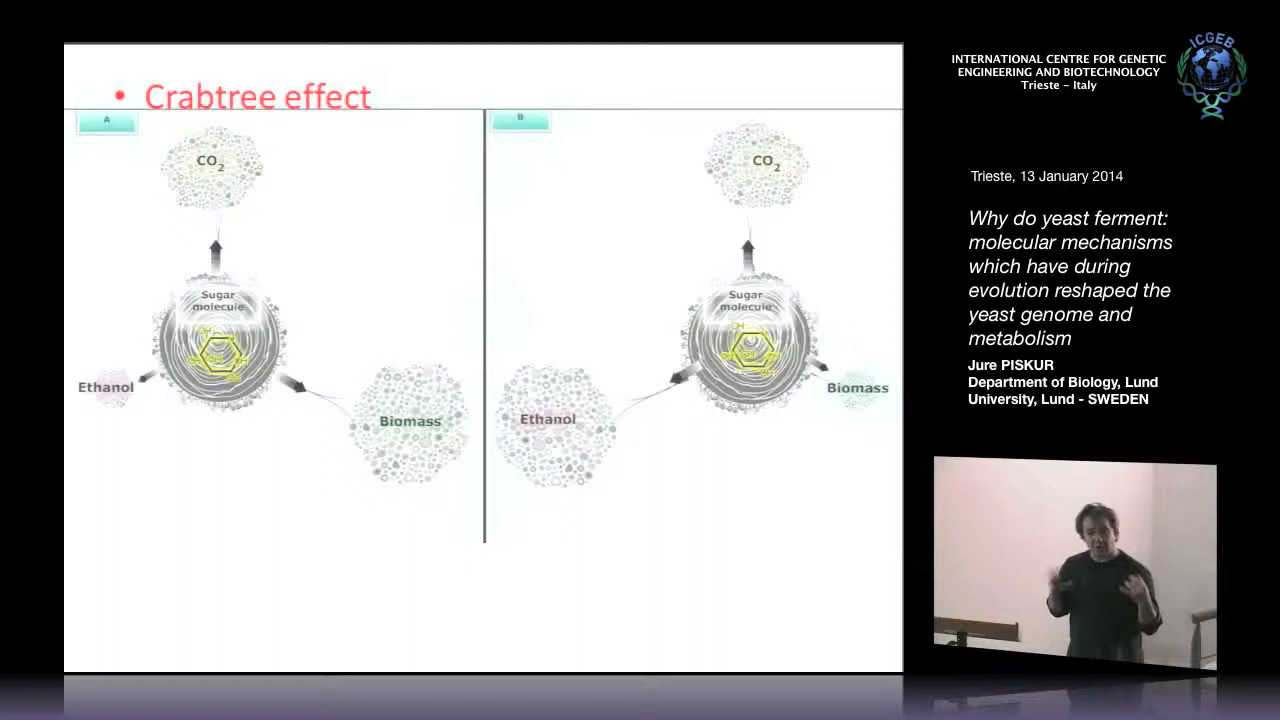 • Crabtree effect
A
CO2
Sugar
molecule
Ethanol
Biomass
B
CO2
Sugar
molecule
Ethanol
Biomass
INTERNATIONAL CENTRE FOR GENETIC
ENGINEERING AND BIOTECHNOLOGY
Trieste – Italy
ICGEB
Trieste, 13 January 2014
Why do yeast ferment:
molecular mechanisms
which have during
evolution reshaped the
yeast genome and
metabolism
Jure PISKUR
Department of Biology, Lund
University, Lund - SWEDEN